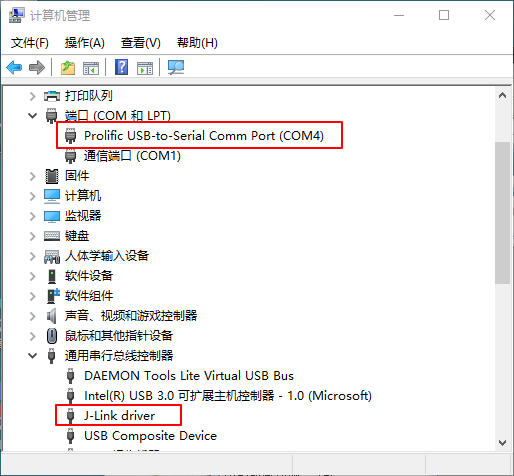 计算机管理
文件(F) 操作(A) 查看(V) 帮助(H)
打印队列
端口 (COM 和 LPT)
Prolific USB-to-Serial Comm Port (COM4)
通信端口 (COM1)
固件
计算机
监视器
键盘
人体学输入设备
软件设备
软件组件
声音、视频和游戏控制器
鼠标和其他指针设备
通用串行总线控制器
DAEMON Tools Lite Virtual USB Bus
Intel(R) USB 3.0 可扩展主机控制器 - 1.0 (Microsoft)
J-Link driver
USB Composite Device